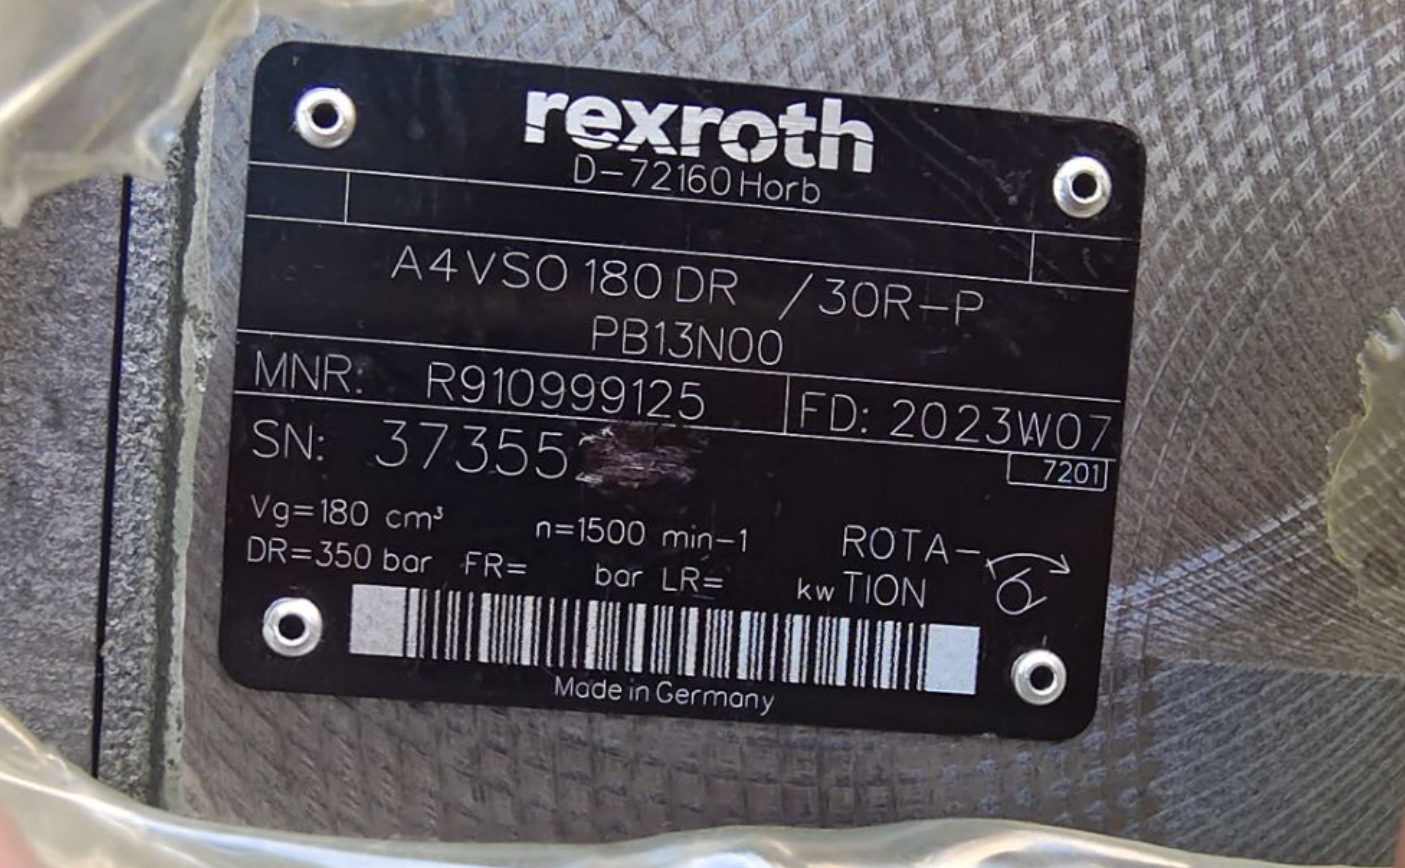 rexroth
D-72160 Horb
A4VSO 180 DR /30R-P
PB13N00
MNR: R910999125 FD: 2023W07
SN: 37355
7201
Vg=180 cm³ n=1500 min-1 ROTA-
DR=350 bar FR= bar LR= kw TION
Made in Germany